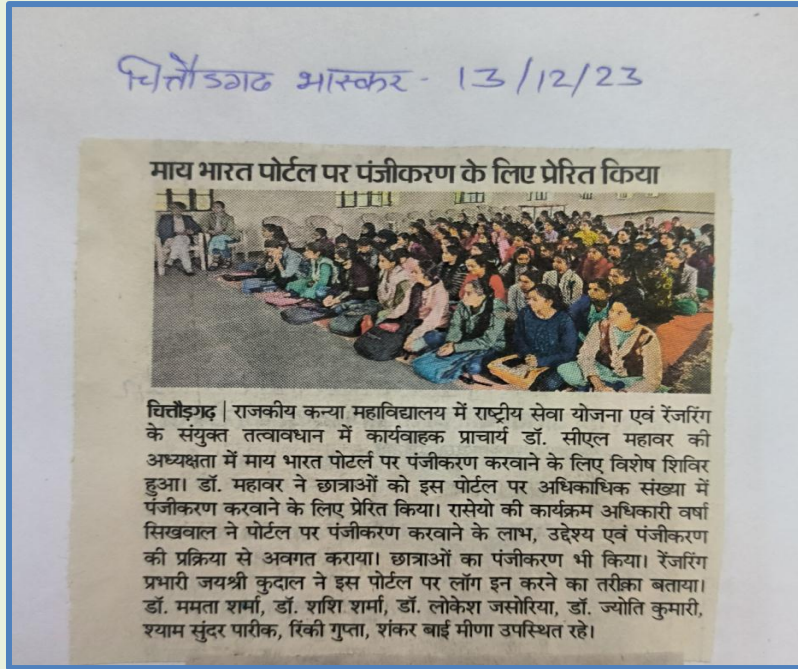 चित्तौडगढ भास्कर - 13/12/23
माय भारत पोर्टल पर पंजीकरण के लिए प्रेरित किया
चित्तौड़गढ़ | राजकीय कन्या महाविद्यालय में राष्ट्रीय सेवा योजना एवं रेंजरिंग
के संयुक्त तत्वावधान में कार्यवाहक प्राचार्य डॉ. सीएल महावर की
अध्यक्षता में माय भारत पोटर्ल पर पंजीकरण करवाने के लिए विशेष शिविर
हुआ। डॉ. महावर ने छात्राओं को इस पोर्टल पर अधिकाधिक संख्या में
पंजीकरण करवाने के लिए प्रेरित किया। रासेयो की कार्यक्रम अधिकारी वर्षा
सिखवाल ने पोर्टल पर पंजीकरण करवाने के लाभ, उद्देश्य एवं पंजीकरण
की प्रक्रिया से अवगत कराया। छात्राओं का पंजीकरण भी किया। रेंजरिंग
प्रभारी जयश्री कुदाल ने इस पोर्टल पर लॉग इन करने का तरीका बताया।
डॉ. ममता शर्मा, डॉ. शशि शर्मा, डॉ. लोकेश जसोरिया, डॉ. ज्योति कुमारी,
श्याम सुंदर पारीक, रिंकी गुप्ता, शंकर बाई मीणा उपस्थित रहे।